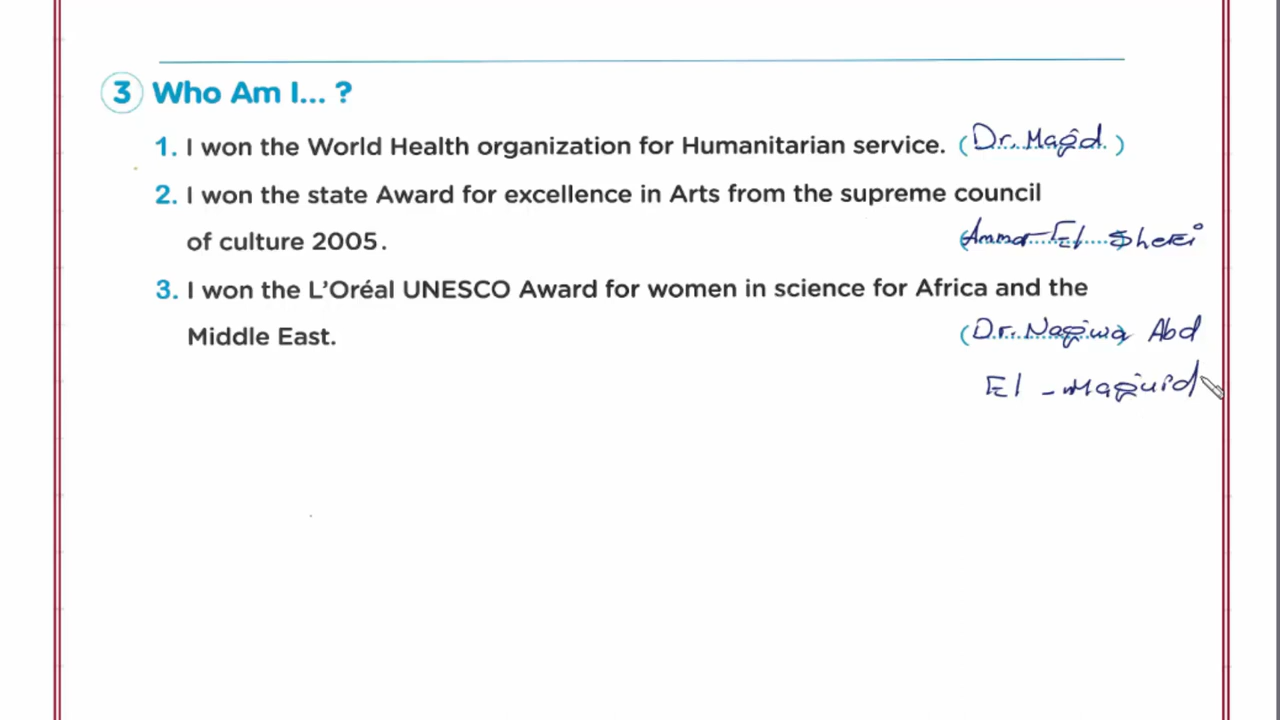 3 Who Am I... ?
1. I won the World Health organization for Humanitarian service. (Dr. Magid)
2. I won the state Award for excellence in Arts from the supreme council
of culture 2005. (Ammar El Sherei
3. I won the L'Oréal UNESCO Award for women in science for Africa and the
Middle East. (Dr. Nagiwa) Abd
El - Maguid